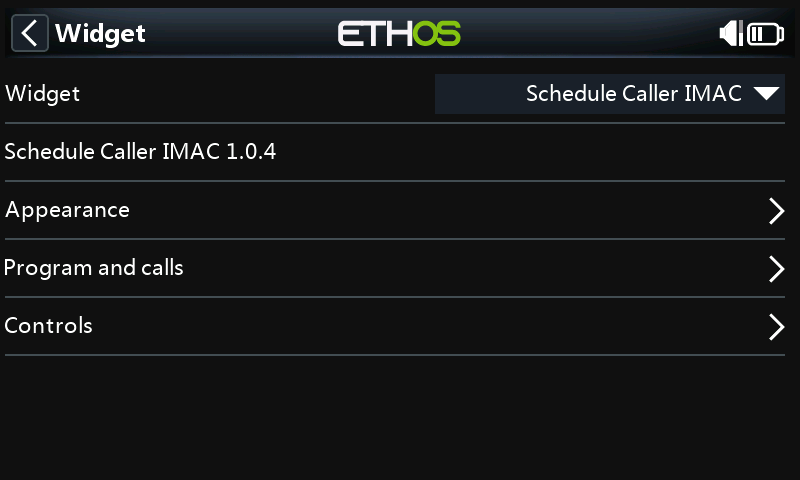 Widget
ETHOS
Widget
Schedule Caller IMAC
Schedule Caller IMAC 1.0.4
Appearance
Program and calls
Controls